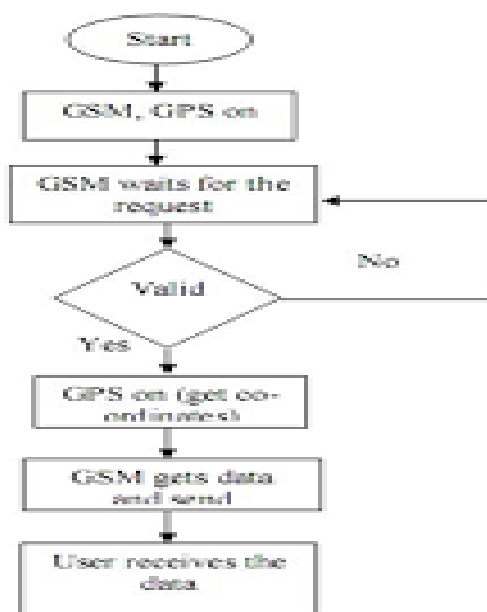 Start
GSM, GPS on
GSM waits for the
request
No
Valid
Yes
GPS on (get co-
ordinates)
GSM gets data
and send
User receives the
data